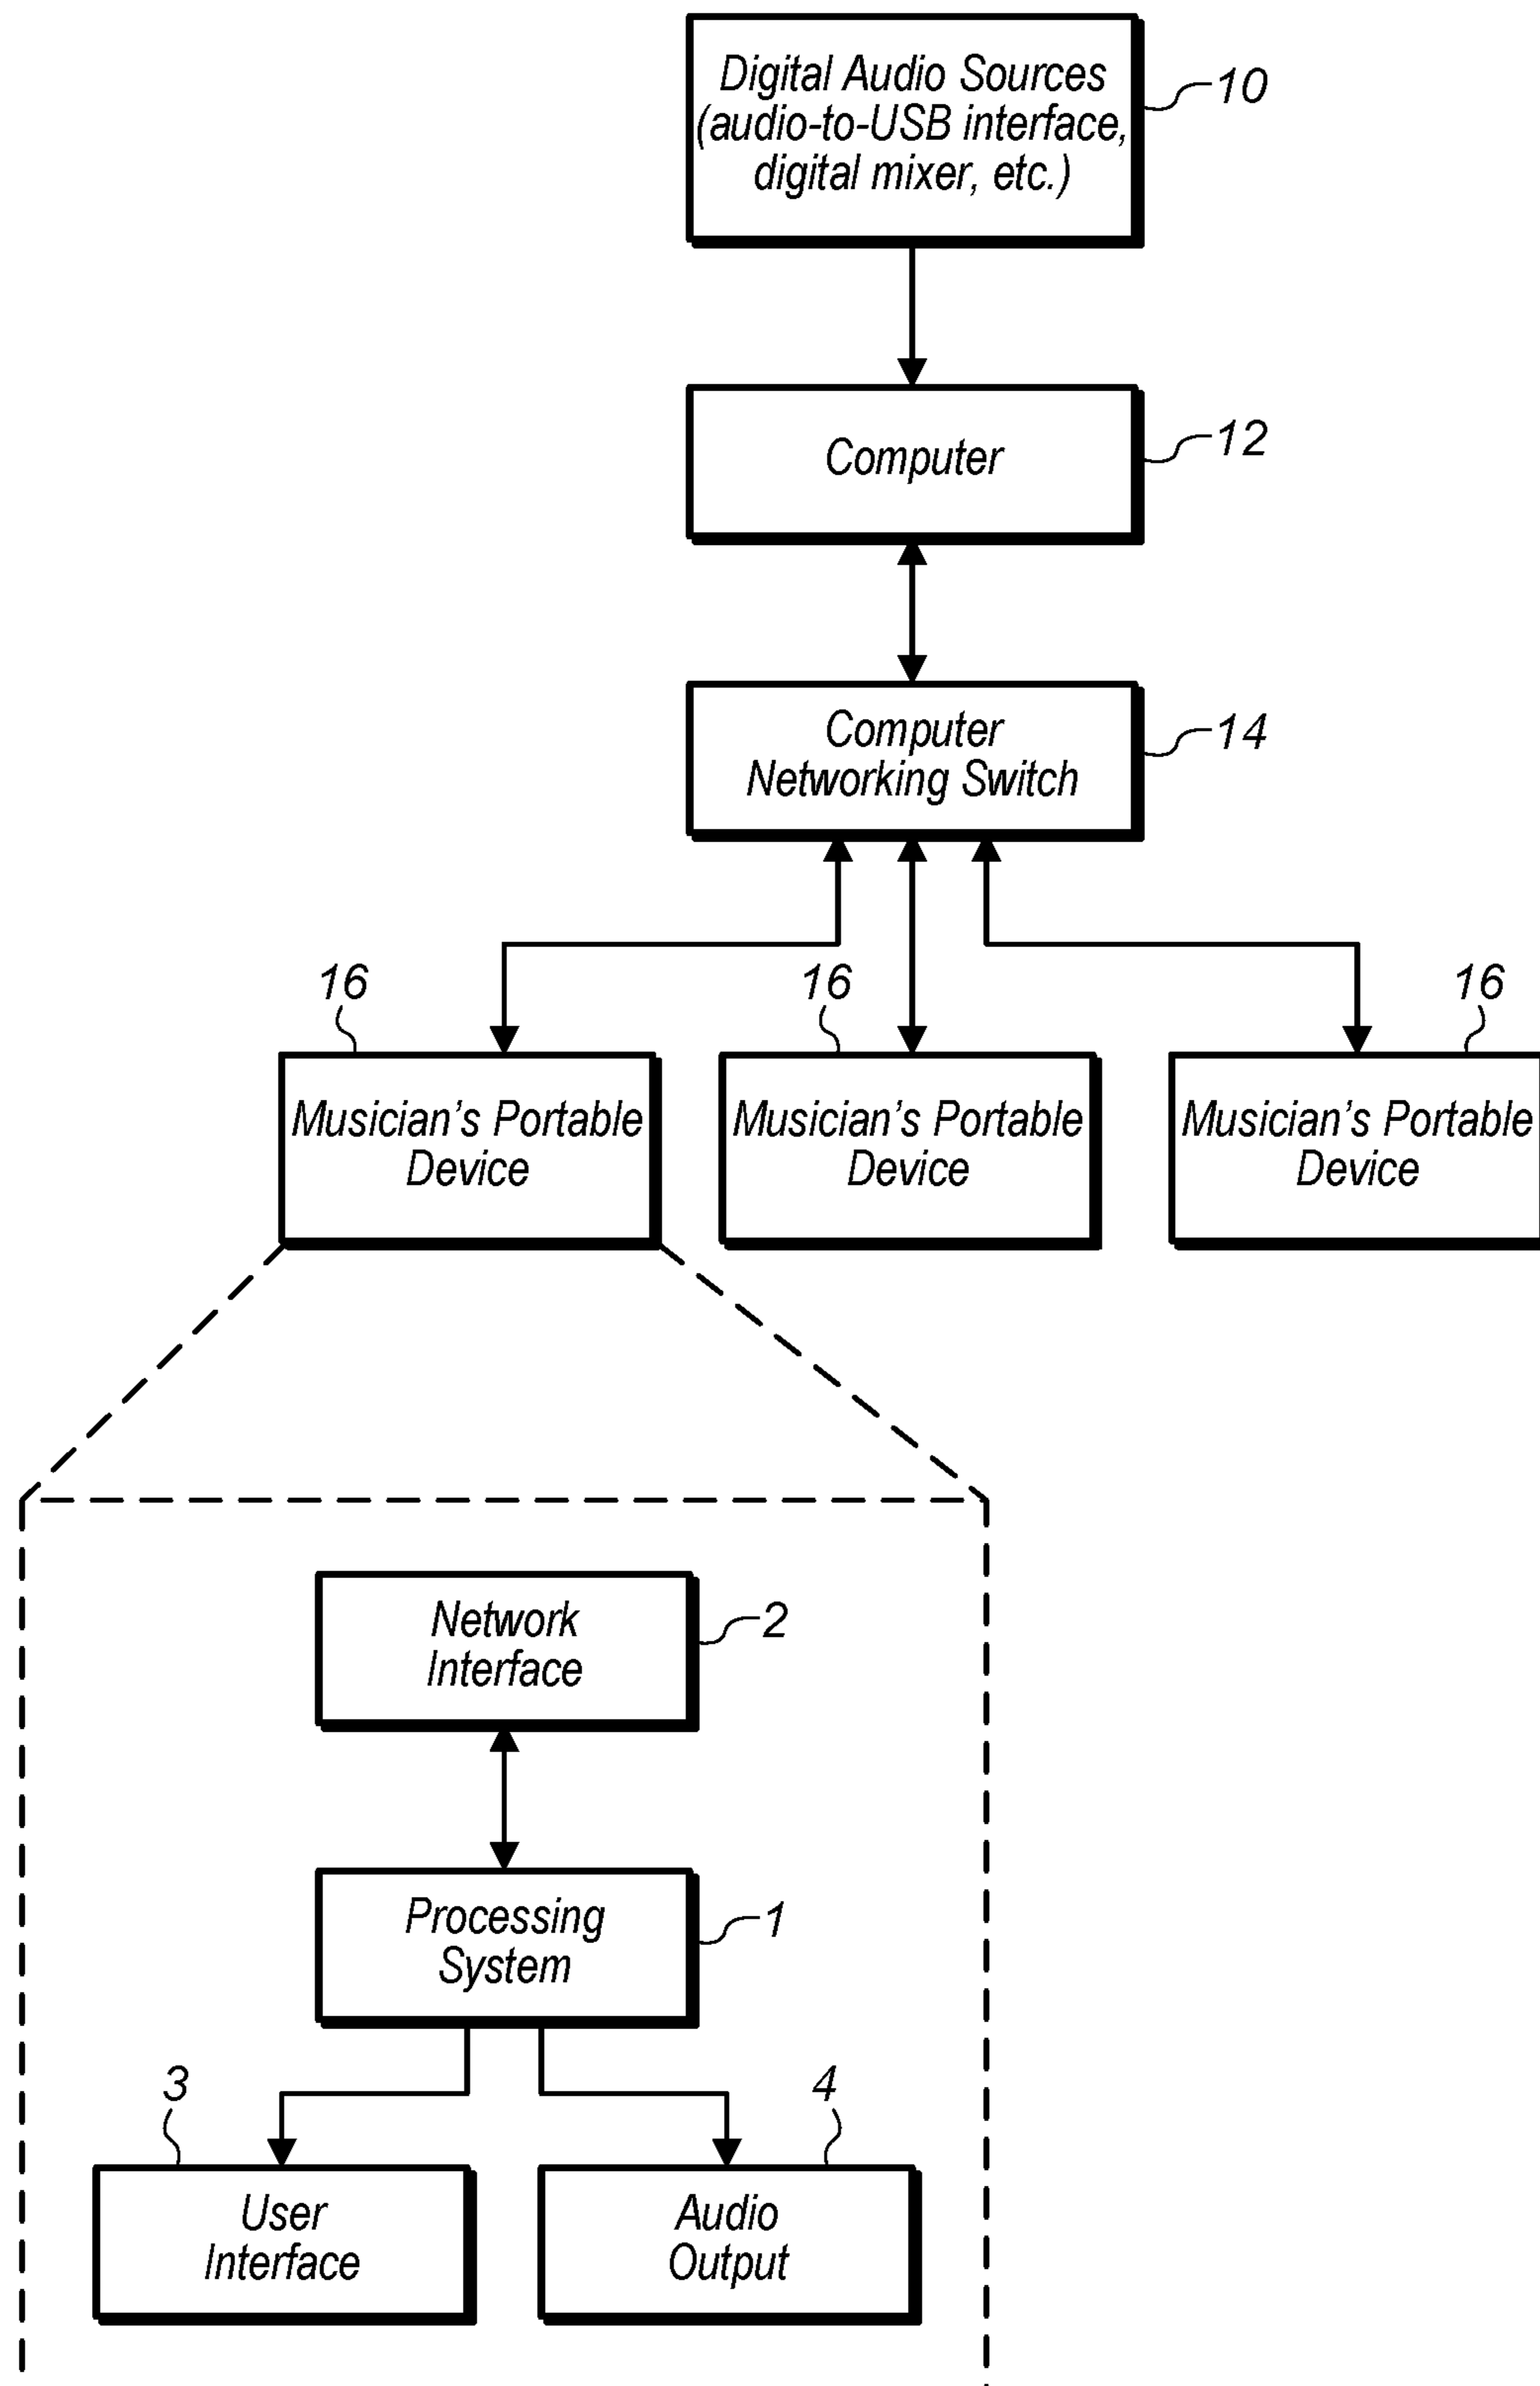 Digital Audio Sources
(audio-to-USB interface,
digital mixer, etc.)
10
Computer
12
Computer
Networking Switch
14
16
16
16
Musician's Portable
Device
Musician's Portable
Device
Musician's Portable
Device
Network
Interface
2
Processing
System
1
3
4
User
Interface
Audio
Output